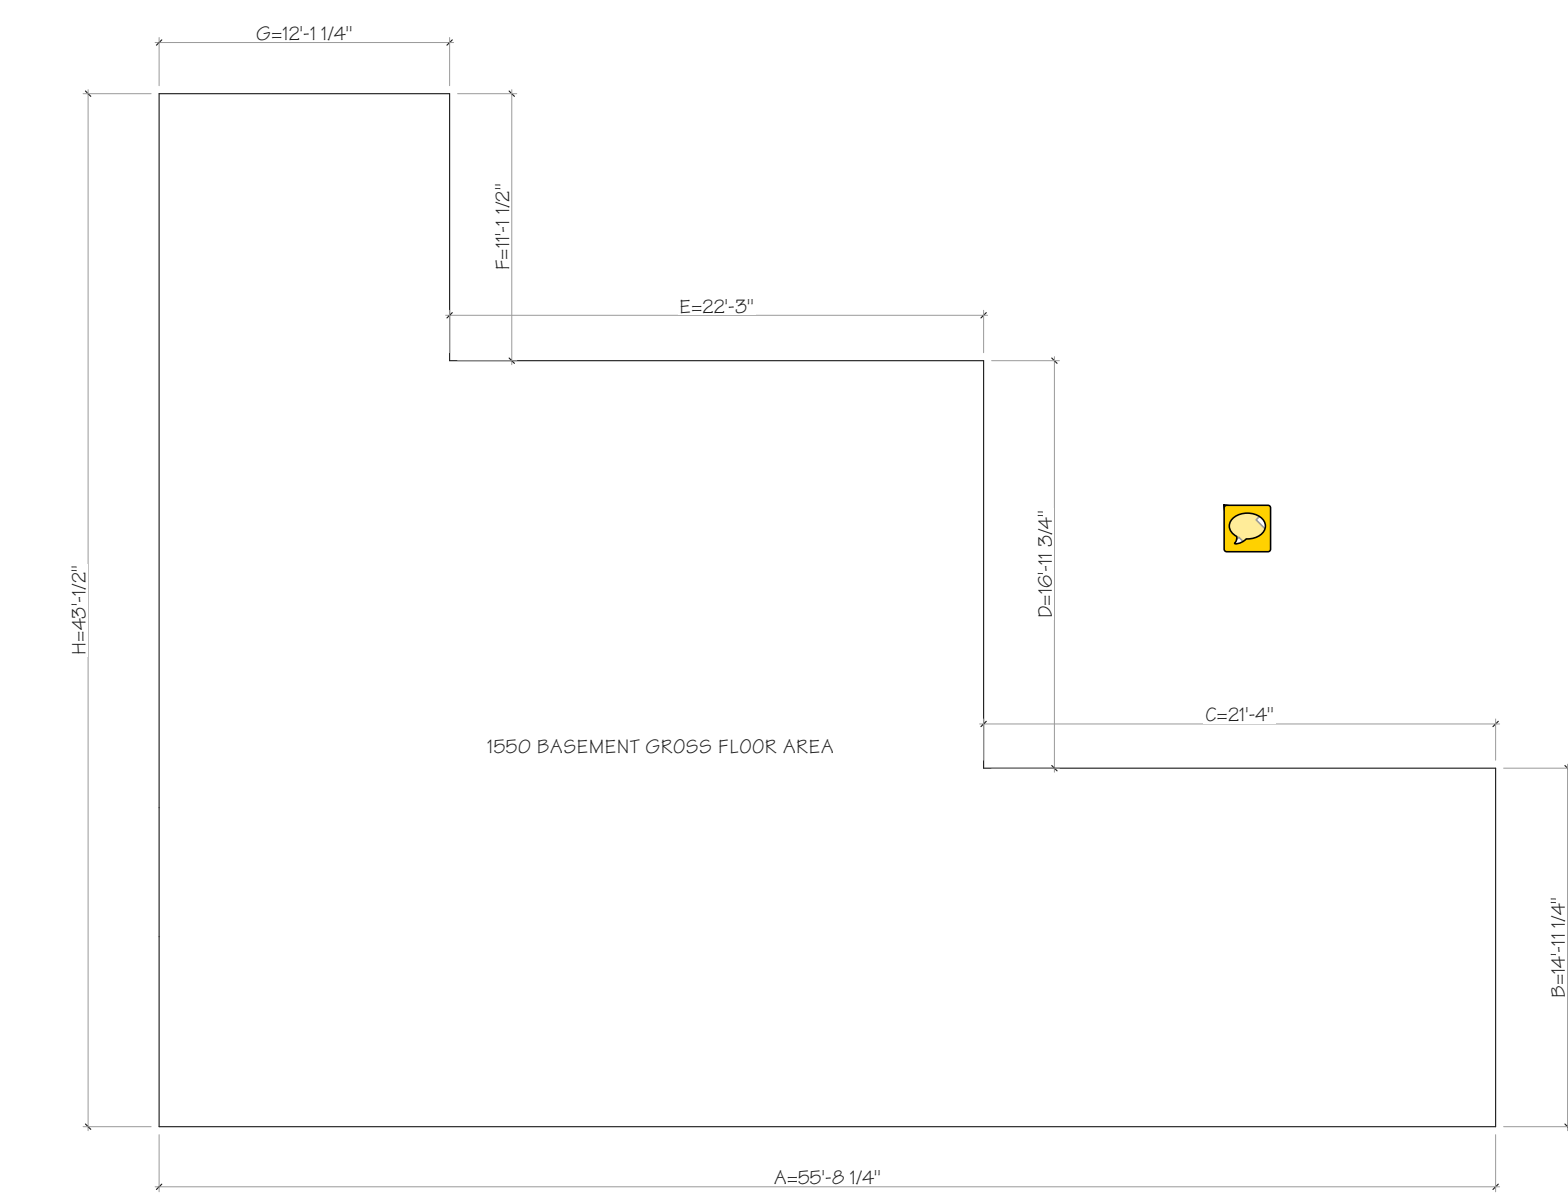 G=12'-1 1/4"
F=11'-1 1/2"
E=22'-3"
D=16'-11 3/4"
H=43'-1/2"
C=21'-4"
1550 BASEMENT GROSS FLOOR AREA
B=14'-11 1/4"
A=55'-8 1/4"